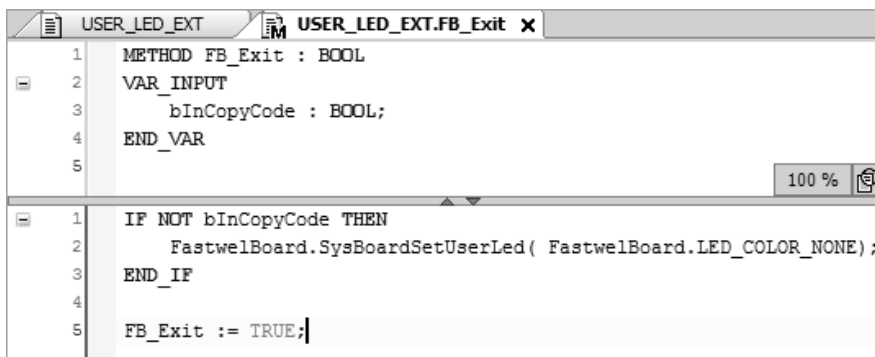 USER_LED_EXT USER_LED_EXT.FB_Exit X
1 METHOD FB_Exit : BOOL
2 VAR_INPUT
3 bInCopyCode : BOOL;
4 END_VAR
5
100 %
1 IF NOT bInCopyCode THEN
2 FastwelBoard.SysBoardSetUserLed( FastwelBoard.LED_COLOR_NONE);
3 END_IF
4
5 FB_Exit := TRUE;